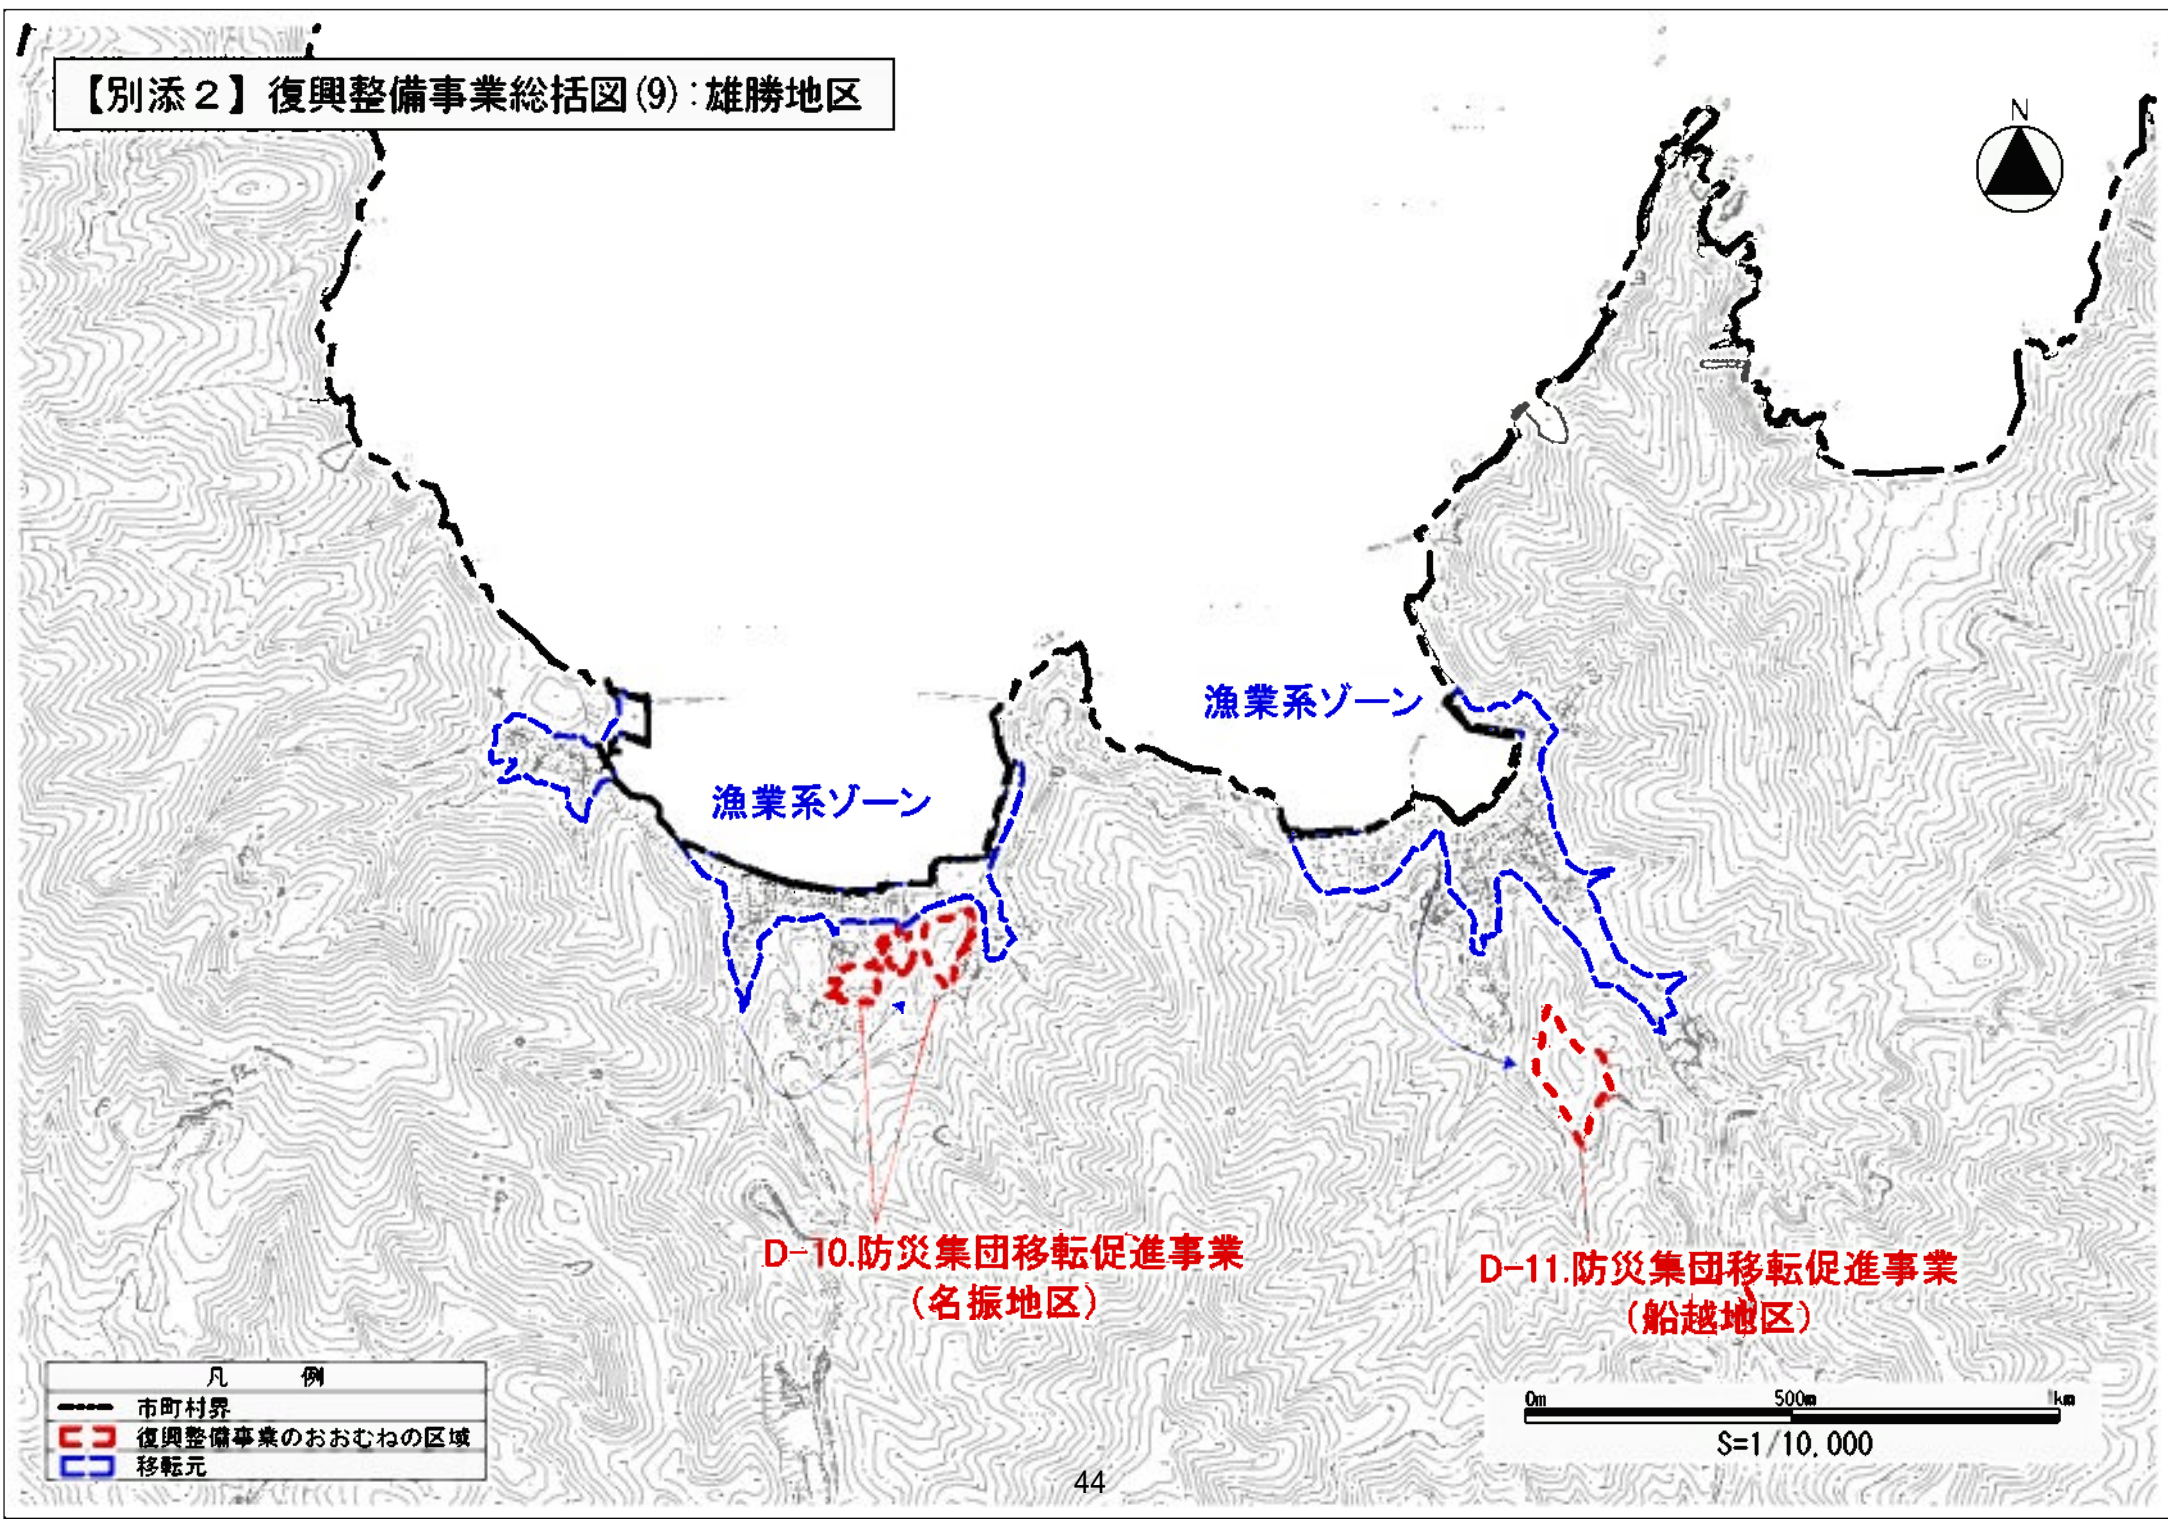 【別添2】復興整備事業総括図(9):雄勝地区
N
漁業系ゾーン
漁業系ゾーン
D-10.防災集団移転促進事業
(名振地区)
D-11.防災集団移転促進事業
(船越地区)
凡 例
市町村界
復興整備事業のおおむねの区域
移転元
0m 500m 1km
S=1/10,000
44